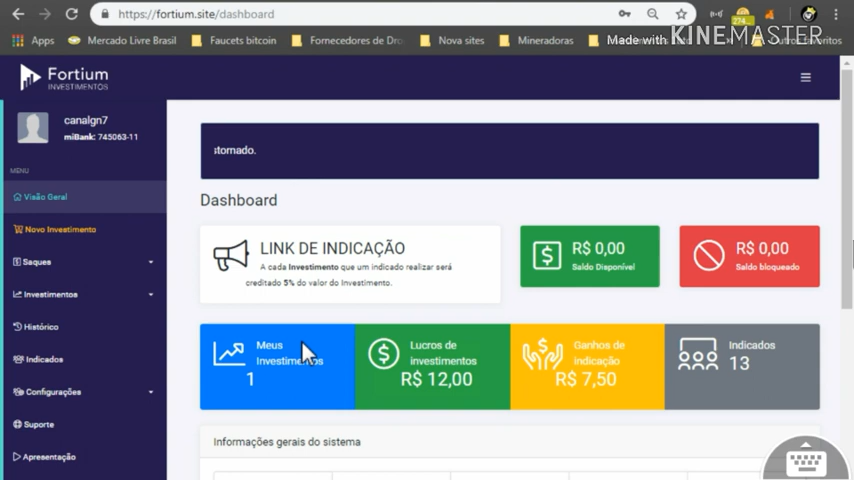 https://fortium.site/dashboard
Apps
Mercado Livre Brasil
Faucets bitcoin
Fornecedores de Dro
Nova sites
Mineradoras
Made with KINEMASTER
Outros favoritos
Fortium
INVESTIMENTOS
canalgn7
miBank: 745063-11
MENU
Visão Geral
Novo Investimento
Saques
Investimentos
Histórico
Indicados
Configurações
Suporte
Apresentação
stornado.
Dashboard
LINK DE INDICAÇÃO
A cada Investimento que um indicado realizar será
creditado 5% do valor do Investimento.
R$ 0,00
Saldo Disponível
R$ 0,00
Saldo bloqueado
Meus
Investimentos
1
Lucros de
investimentos
R$ 12,00
Ganhos de
indicação
R$ 7,50
Indicados
13
Informações gerais do sistema